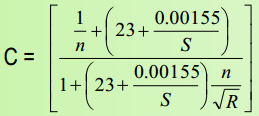 C = [ (1/n + (23 + 0.00155/S)) / (1 + (23 + 0.00155/S) n/√R) ]